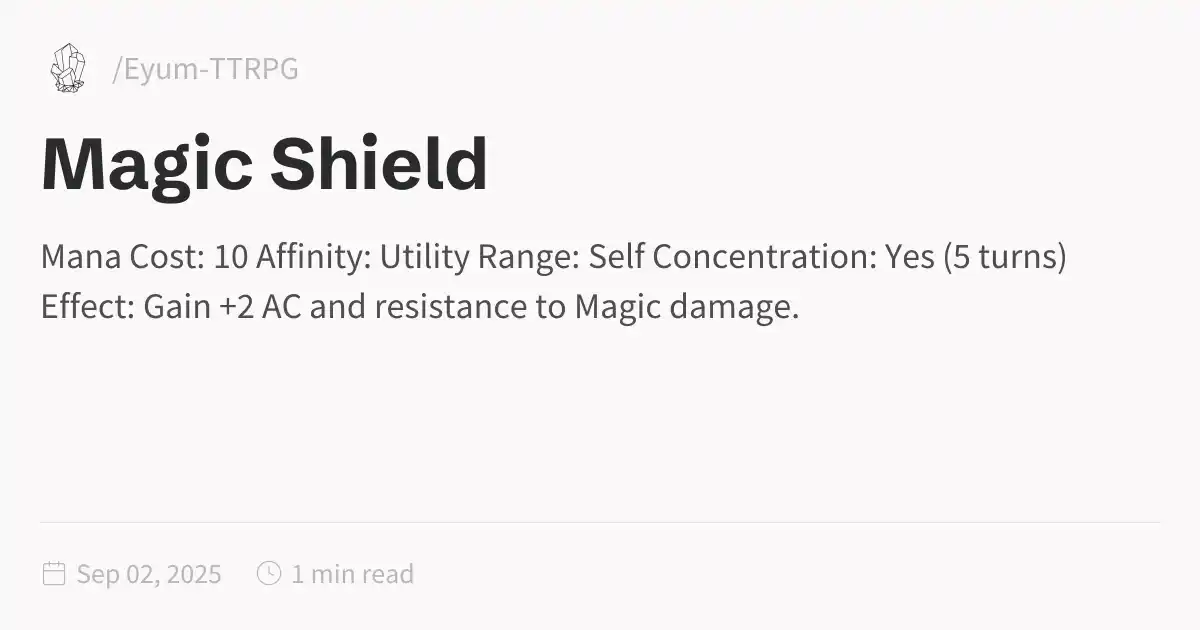 /Eyum-TTRPG
Magic Shield
Mana Cost: 10 Affinity: Utility Range: Self Concentration: Yes (5 turns)
Effect: Gain +2 AC and resistance to Magic damage.
Sep 02, 2025 1 min read